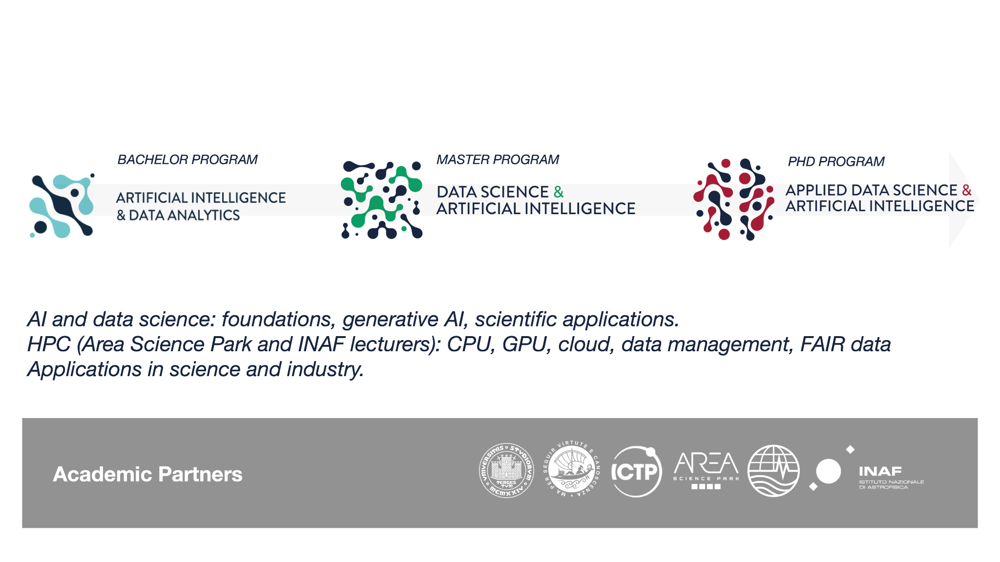 BACHELOR PROGRAM
ARTIFICIAL INTELLIGENCE
& DATA ANALYTICS
MASTER PROGRAM
DATA SCIENCE &
ARTIFICIAL INTELLIGENCE
PHD PROGRAM
APPLIED DATA SCIENCE &
ARTIFICIAL INTELLIGENCE
AI and data science: foundations, generative AI, scientific applications.
HPC (Area Science Park and INAF lecturers): CPU, GPU, cloud, data management, FAIR data
Applications in science and industry.
Academic Partners
VNIVERSITAS STVDIORVM
TERGES
TVM
MCMXXIV
MA PER SEGUIR VIRTUTE E CANOSCENZA
ICTP
AREA
SCIENCE PARK
INAF
ISTITUTO NAZIONALE
DI ASTROFISICA